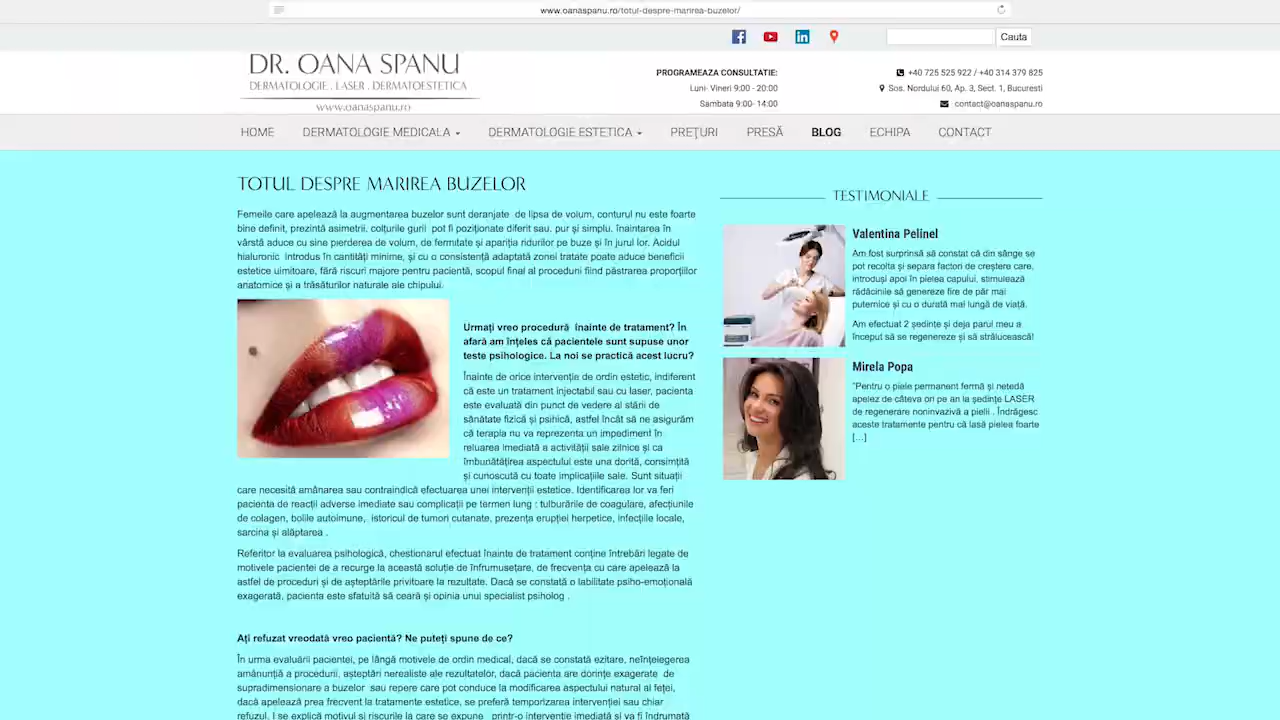 www.oanaspanu.ro/totul-despre-marirea-buzelor/
Cauta
DR. OANA SPANU
DERMATOLOGIE . LASER . DERMATOESTETICA
www.oanaspanu.ro
PROGRAMEAZA CONSULTATIE:
Luni- Vineri 9:00 - 20:00
Sambata 9:00- 14:00
+40 725 525 922 / +40 314 379 825
Sos. Nordului 60, Ap. 3, Sect. 1, Bucuresti
contact@oanaspanu.ro
HOME DERMATOLOGIE MEDICALA DERMATOLOGIE ESTETICA PREŢURI PRESĂ BLOG ECHIPA CONTACT
TOTUL DESPRE MARIREA BUZELOR
Femeile care apelează la augmentarea buzelor sunt deranjate de lipsa de volum, conturul nu este foarte
bine definit, prezintă asimetrii, colțurile gurii pot fi poziționate diferit sau, pur și simplu, înaintarea în
vârstă aduce cu sine pierderea de volum, de fermitate și apariția ridurilor pe buze și în jurul lor. Acidul
hialuronic introdus în cantități minime, și cu o consistență adaptată zonei tratate poate aduce beneficii
estetice uimitoare, fără riscuri majore pentru pacientă, scopul final al procedurii fiind păstrarea proporțiilor
anatomice și a trăsăturilor naturale ale chipului.
Urmați vreo procedură înainte de tratament? În
afară am înțeles că pacientele sunt supuse unor
teste psihologice. La noi se practică acest lucru?
Înainte de orice intervenție de ordin estetic, indiferent
că este un tratament injectabil sau cu laser, pacienta
este evaluată din punct de vedere al stării de
sănătate fizică și psihică, astfel încât să ne asigurăm
că terapia nu va reprezenta un impediment în
reluarea imediată a activității sale zilnice și ca
îmbunătățirea aspectului este una dorită, consimțită
și cunoscută cu toate implicațiile sale. Sunt situații
care necesită amânarea sau contraindică efectuarea unei intervenții estetice. Identificarea lor va feri
pacienta de reacții adverse imediate sau complicații pe termen lung : tulburările de coagulare, afecțiunile
de colagen, bolile autoimune, istoricul de tumori cutanate, prezența erupției herpetice, infecțiile locale,
sarcina și alăptarea .
Referitor la evaluarea psihologică, chestionarul efectuat înainte de tratament conține întrebări legate de
motivele pacientei de a recurge la această soluție de înfrumusețare, de frecvența cu care apelează la
astfel de proceduri și de așteptările privitoare la rezultate. Dacă se constată o labilitate psiho-emoțională
exagerată, pacienta este sfatuită să ceară și opinia unui specialist psiholog .
Ați refuzat vreodată vreo pacientă? Ne puteți spune de ce?
În urma evaluării pacientei, pe lângă motivele de ordin medical, dacă se constată ezitare, neînțelegerea
amănunțită a procedurii, așteptări nerealiste ale rezultatelor, dacă pacienta are dorințe exagerate de
supradimensionare a buzelor sau repere care pot conduce la modificarea aspectului natural al feței,
dacă apelează prea frecvent la tratamente estetice, se preferă temporizarea intervenției sau chiar
refuzul. I se explică motivul și riscurile la care se expune printr-o intervenție imediată și va fi îndrumată
TESTIMONIALE
Valentina Pelinel
Am fost surprinsă să constat că din sânge se
pot recolta și separa factori de creștere care,
introduși apoi în pielea capului, stimulează
rădăcinile să genereze fire de păr mai
puternice și cu o durată mai lungă de viață.
Am efectuat 2 ședințe și deja parul meu a
început să se regenereze și să strălucească!
Mirela Popa
"Pentru o piele permanent fermă și netedă
apelez de câteva ori pe an la ședințe LASER
de regenerare noninvazivă a pielii . Îndrăgesc
aceste tratamente pentru că lasă pielea foarte
[...]